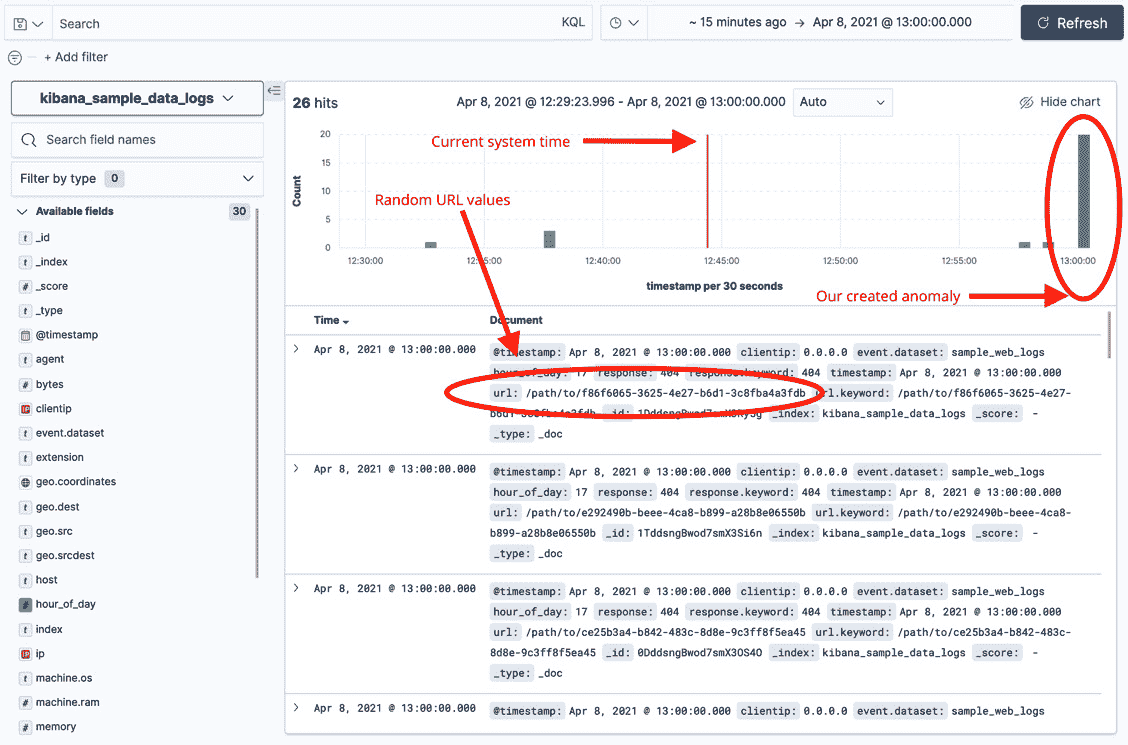 Search KQL ~ 15 minutes ago → Apr 8, 2021 @ 13:00:00.000 Refresh
+ Add filter
kibana_sample_data_logs
Search field names
Filter by type 0
Available fields 30
_id
_index
_score
_type
@timestamp
agent
bytes
clientip
event.dataset
extension
geo.coordinates
geo.dest
geo.src
geo.srcdest
host
hour_of_day
index
ip
machine.os
machine.ram
memory
26 hits Apr 8, 2021 @ 12:29:23.996 - Apr 8, 2021 @ 13:00:00.000 Auto Hide chart
Count
20
15
10
5
0
Current system time
Random URL values
Our created anomaly
12:30:00 12:35:00 12:40:00 12:45:00 12:50:00 12:55:00 13:00:00
timestamp per 30 seconds
Time Document
Apr 8, 2021 @ 13:00:00.000 @timestamp: Apr 8, 2021 @ 13:00:00.000 clientip: 0.0.0.0 event.dataset: sample_web_logs
hour_of_day: 17 response: 404 response.keyword: 404 timestamp: Apr 8, 2021 @ 13:00:00.000
url: /path/to/f86f6065-3625-4e27-b6d1-3c8fba4a3fdb url.keyword: /path/to/f86f6065-3625-4e27-
b6d1-3c8fba4a3fdb _id: _index: kibana_sample_data_logs _score: -
_type: _doc
Apr 8, 2021 @ 13:00:00.000 @timestamp: Apr 8, 2021 @ 13:00:00.000 clientip: 0.0.0.0 event.dataset: sample_web_logs
hour_of_day: 17 response: 404 response.keyword: 404 timestamp: Apr 8, 2021 @ 13:00:00.000
url: /path/to/e292490b-beee-4ca8-b899-a28b8e06550b url.keyword: /path/to/e292490b-beee-4ca8-
b899-a28b8e06550b _id: 1TddsngBwod7smX3Si6n _index: kibana_sample_data_logs _score: -
_type: _doc
Apr 8, 2021 @ 13:00:00.000 @timestamp: Apr 8, 2021 @ 13:00:00.000 clientip: 0.0.0.0 event.dataset: sample_web_logs
hour_of_day: 17 response: 404 response.keyword: 404 timestamp: Apr 8, 2021 @ 13:00:00.000
url: /path/to/ce25b3a4-b842-483c-8d8e-9c3ff8f5ea45 url.keyword: /path/to/ce25b3a4-b842-483c-
8d8e-9c3ff8f5ea45 _id: 0DddsngBwod7smX3OS4O _index: kibana_sample_data_logs _score: -
_type: _doc
Apr 8, 2021 @ 13:00:00.000 @timestamp: Apr 8, 2021 @ 13:00:00.000 clientip: 0.0.0.0 event.dataset: sample_web_logs